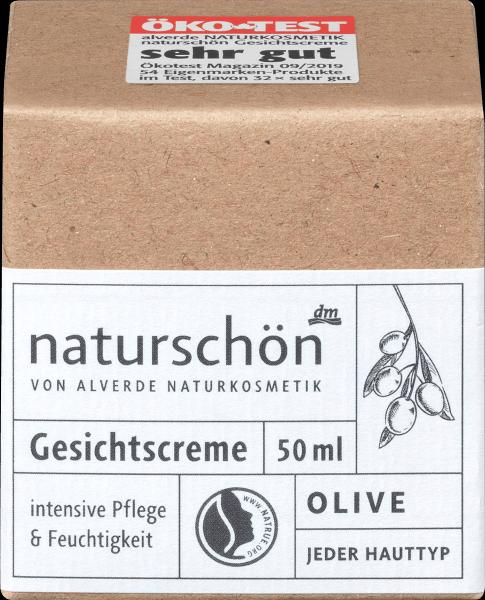 ÖKO-TEST
alverde NATURKOSMETIK
naturschön Gesichtscreme
sehr gut
Ökotest Magazin 09/2019
54 Eigenmarken-Produkte
im Test, davon 32 × sehr gut
dm
naturschön
VON ALVERDE NATURKOSMETIK
Gesichtscreme
50 ml
intensive Pflege
& Feuchtigkeit
WWW.NATRUE.ORG
OLIVE
JEDER HAUTTYP